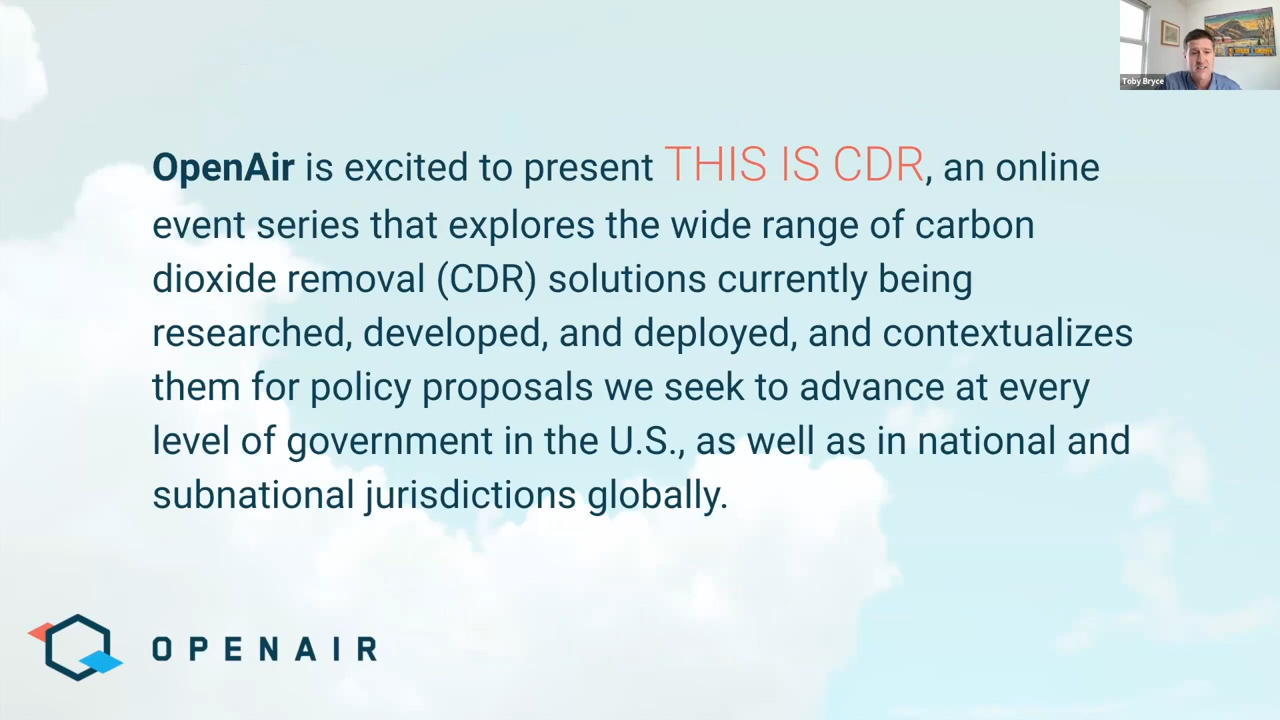 Toby Bryce
OpenAir is excited to present THIS IS CDR, an online
event series that explores the wide range of carbon
dioxide removal (CDR) solutions currently being
researched, developed, and deployed, and contextualizes
them for policy proposals we seek to advance at every
level of government in the U.S., as well as in national and
subnational jurisdictions globally.
OPENAIR